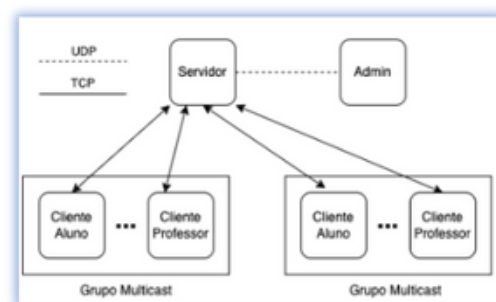 UDP
TCP
Servidor
Admin
Cliente
Aluno
...
Cliente
Professor
Cliente
Aluno
...
Cliente
Professor
Grupo Multicast
Grupo Multicast